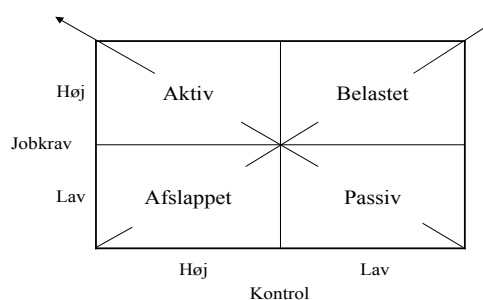 Høj
Aktiv
Belastet
Jobkrav
Lav
Afslappet
Passiv
Høj
Lav
Kontrol